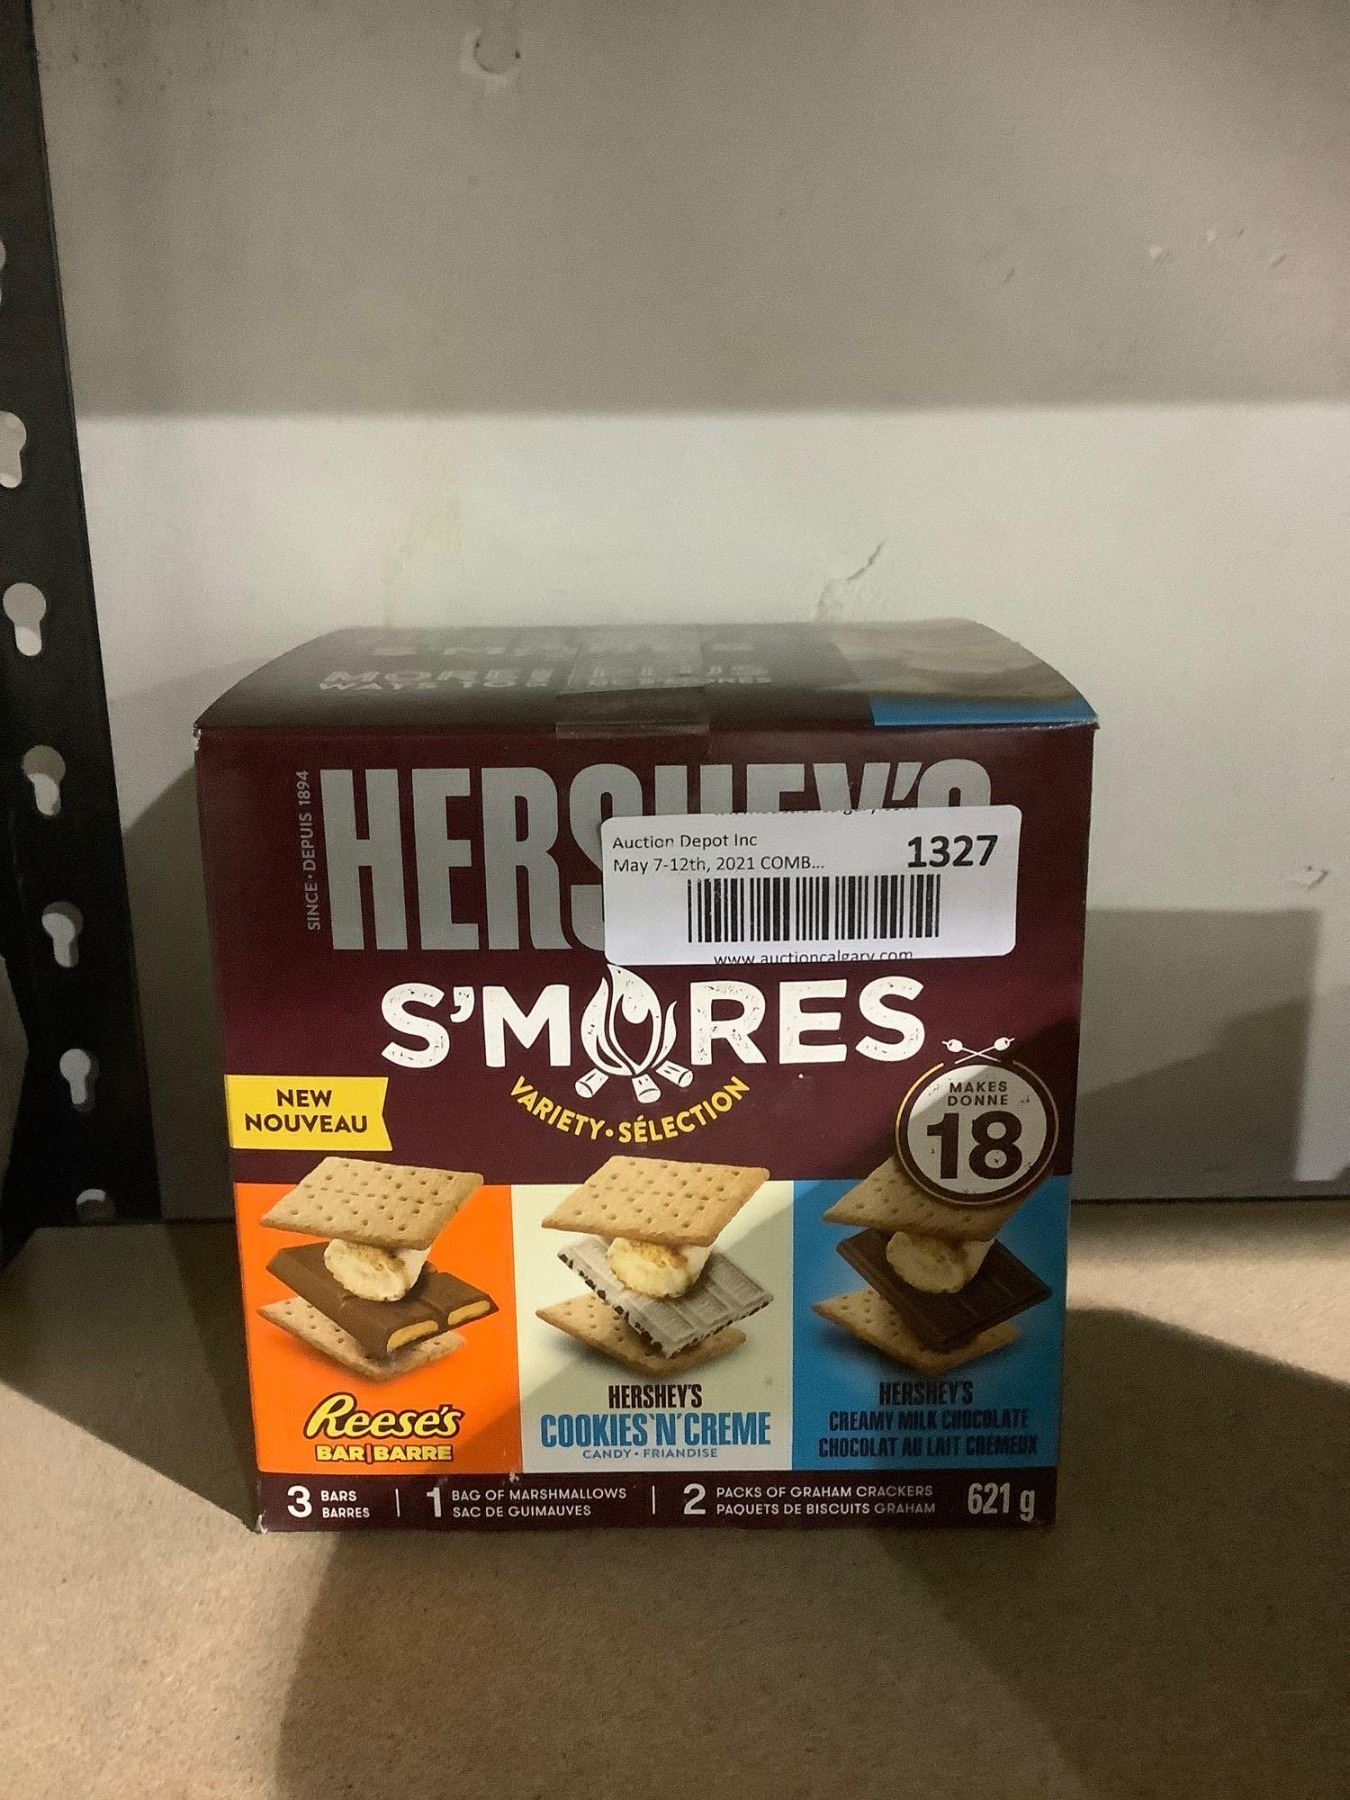 SINCE • DEPUIS 1894
Auction Depot Inc
May 7-12th, 2021 COMB...
1327
www.auctioncalgary.com
S'MORES
VARIETY • SÉLECTION
NEW
NOUVEAU
MAKES
DONNE
18
Reese's
BAR | BARRE
HERSHEY'S
COOKIES 'N' CREME
CANDY • FRIANDISE
HERSHEY'S
CREAMY MILK CHOCOLATE
CHOCOLAT AU LAIT CRÉMEUX
3 BARS
BARRES
1 BAG OF MARSHMALLOWS
SAC DE GUIMAUVES
2 PACKS OF GRAHAM CRACKERS
PAQUETS DE BISCUITS GRAHAM
621 g